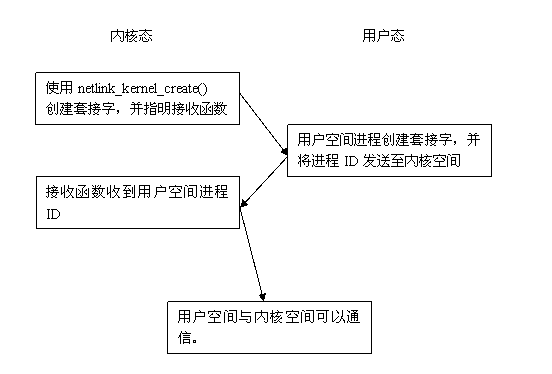 内核态
用户态
使用 netlink_kernel_create()
创建套接字，并指明接收函数
用户空间进程创建套接字，并
将进程 ID 发送至内核空间
接收函数收到用户空间进程
ID
用户空间与内核空间可以通
信。